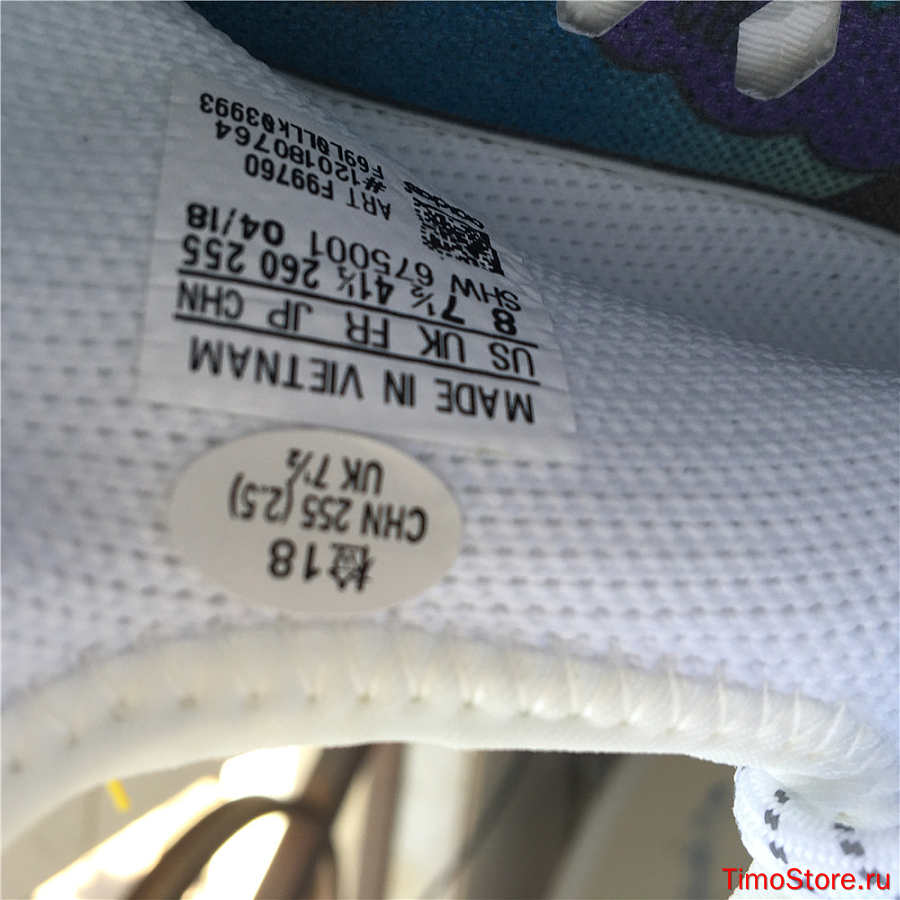 MADE IN VIETNAM
US UK FR JP CHN
8 7½ 41⅓ 260 255
SHW 675001 04/18
adidas
ART F99760
#120180764
F69L0LLk03993
检18
CHN 255 (2.5)
UK 7½
TimoStore.ru